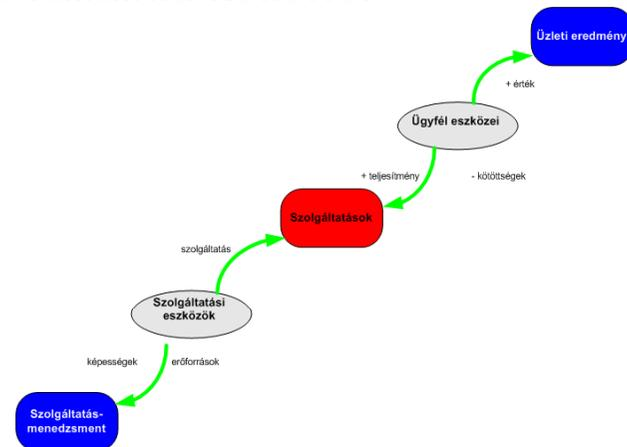 Üzleti eredmény
+ érték
Ügyfél eszközei
+ teljesítmény
- kötöttségek
Szolgáltatások
szolgáltatás
Szolgáltatási
eszközök
képességek
erőforrások
Szolgáltatás-
menedzsment